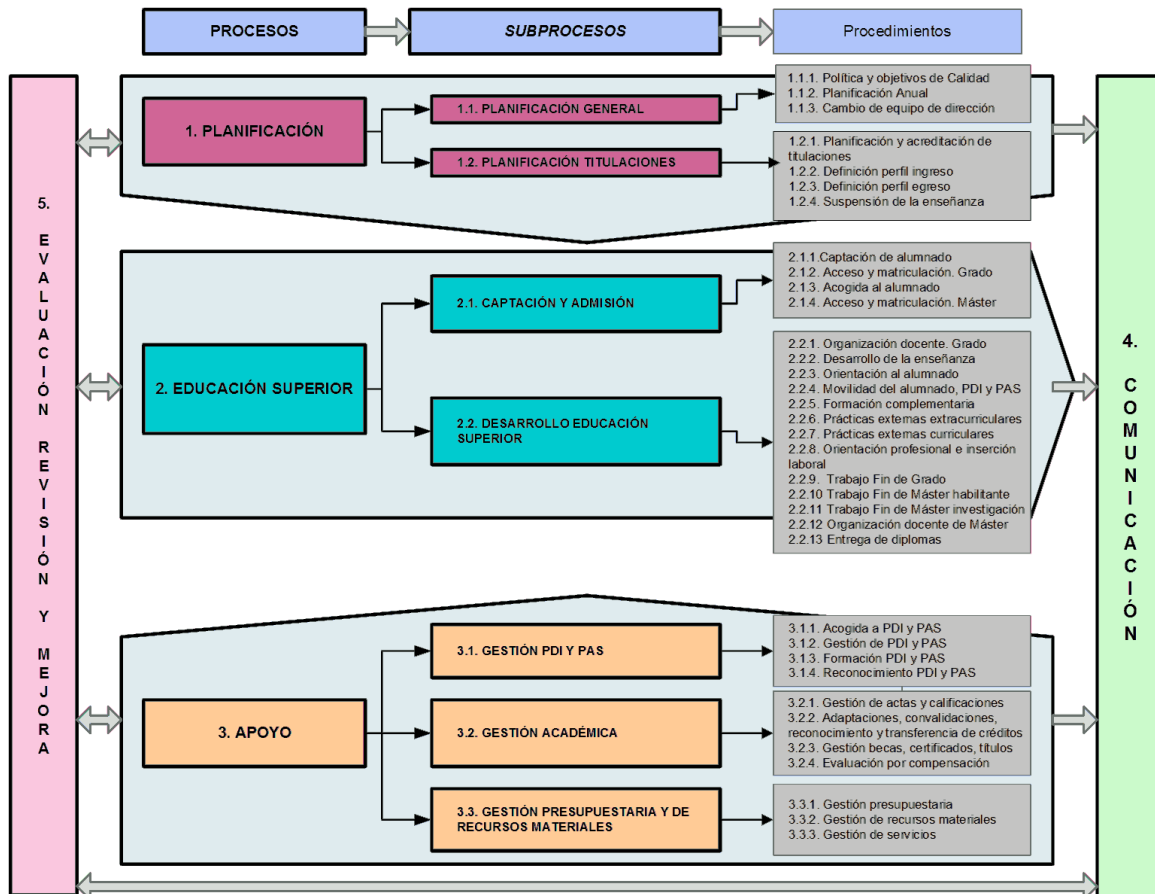 PROCESOS
SUBPROCESOS
Procedimientos
5. EVALUACIÓN REVISIÓN Y MEJORA
1. PLANIFICACIÓN
1.1. PLANIFICACIÓN GENERAL
1.1.1. Política y objetivos de Calidad
1.1.2. Planificación Anual
1.1.3. Cambio de equipo de dirección
1.2. PLANIFICACIÓN TITULACIONES
1.2.1. Planificación y acreditación de
titulaciones
1.2.2. Definición perfil ingreso
1.2.3. Definición perfil egreso
1.2.4. Suspensión de la enseñanza
2. EDUCACIÓN SUPERIOR
2.1. CAPTACIÓN Y ADMISIÓN
2.1.1.Captación de alumnado
2.1.2. Acceso y matriculación. Grado
2.1.3. Acogida al alumnado
2.1.4. Acceso y matriculación. Máster
2.2. DESARROLLO EDUCACIÓN
SUPERIOR
2.2.1. Organización docente. Grado
2.2.2. Desarrollo de la enseñanza
2.2.3. Orientación al alumnado
2.2.4. Movilidad del alumnado, PDI y PAS
2.2.5. Formación complementaria
2.2.6. Prácticas externas extracurriculares
2.2.7. Prácticas externas curriculares
2.2.8. Orientación profesional e inserción
laboral
2.2.9. Trabajo Fin de Grado
2.2.10 Trabajo Fin de Máster habilitante
2.2.11 Trabajo Fin de Máster investigación
2.2.12 Organización docente de Máster
2.2.13 Entrega de diplomas
3. APOYO
3.1. GESTIÓN PDI Y PAS
3.1.1. Acogida a PDI y PAS
3.1.2. Gestión de PDI y PAS
3.1.3. Formación PDI y PAS
3.1.4. Reconocimiento PDI y PAS
3.2. GESTIÓN ACADÉMICA
3.2.1. Gestión de actas y calificaciones
3.2.2. Adaptaciones, convalidaciones,
reconocimiento y transferencia de créditos
3.2.3. Gestión becas, certificados, títulos
3.2.4. Evaluación por compensación
3.3. GESTIÓN PRESUPUESTARIA Y DE
RECURSOS MATERIALES
3.3.1. Gestión presupuestaria
3.3.2. Gestión de recursos materiales
3.3.3. Gestión de servicios
4. COMUNICACIÓN